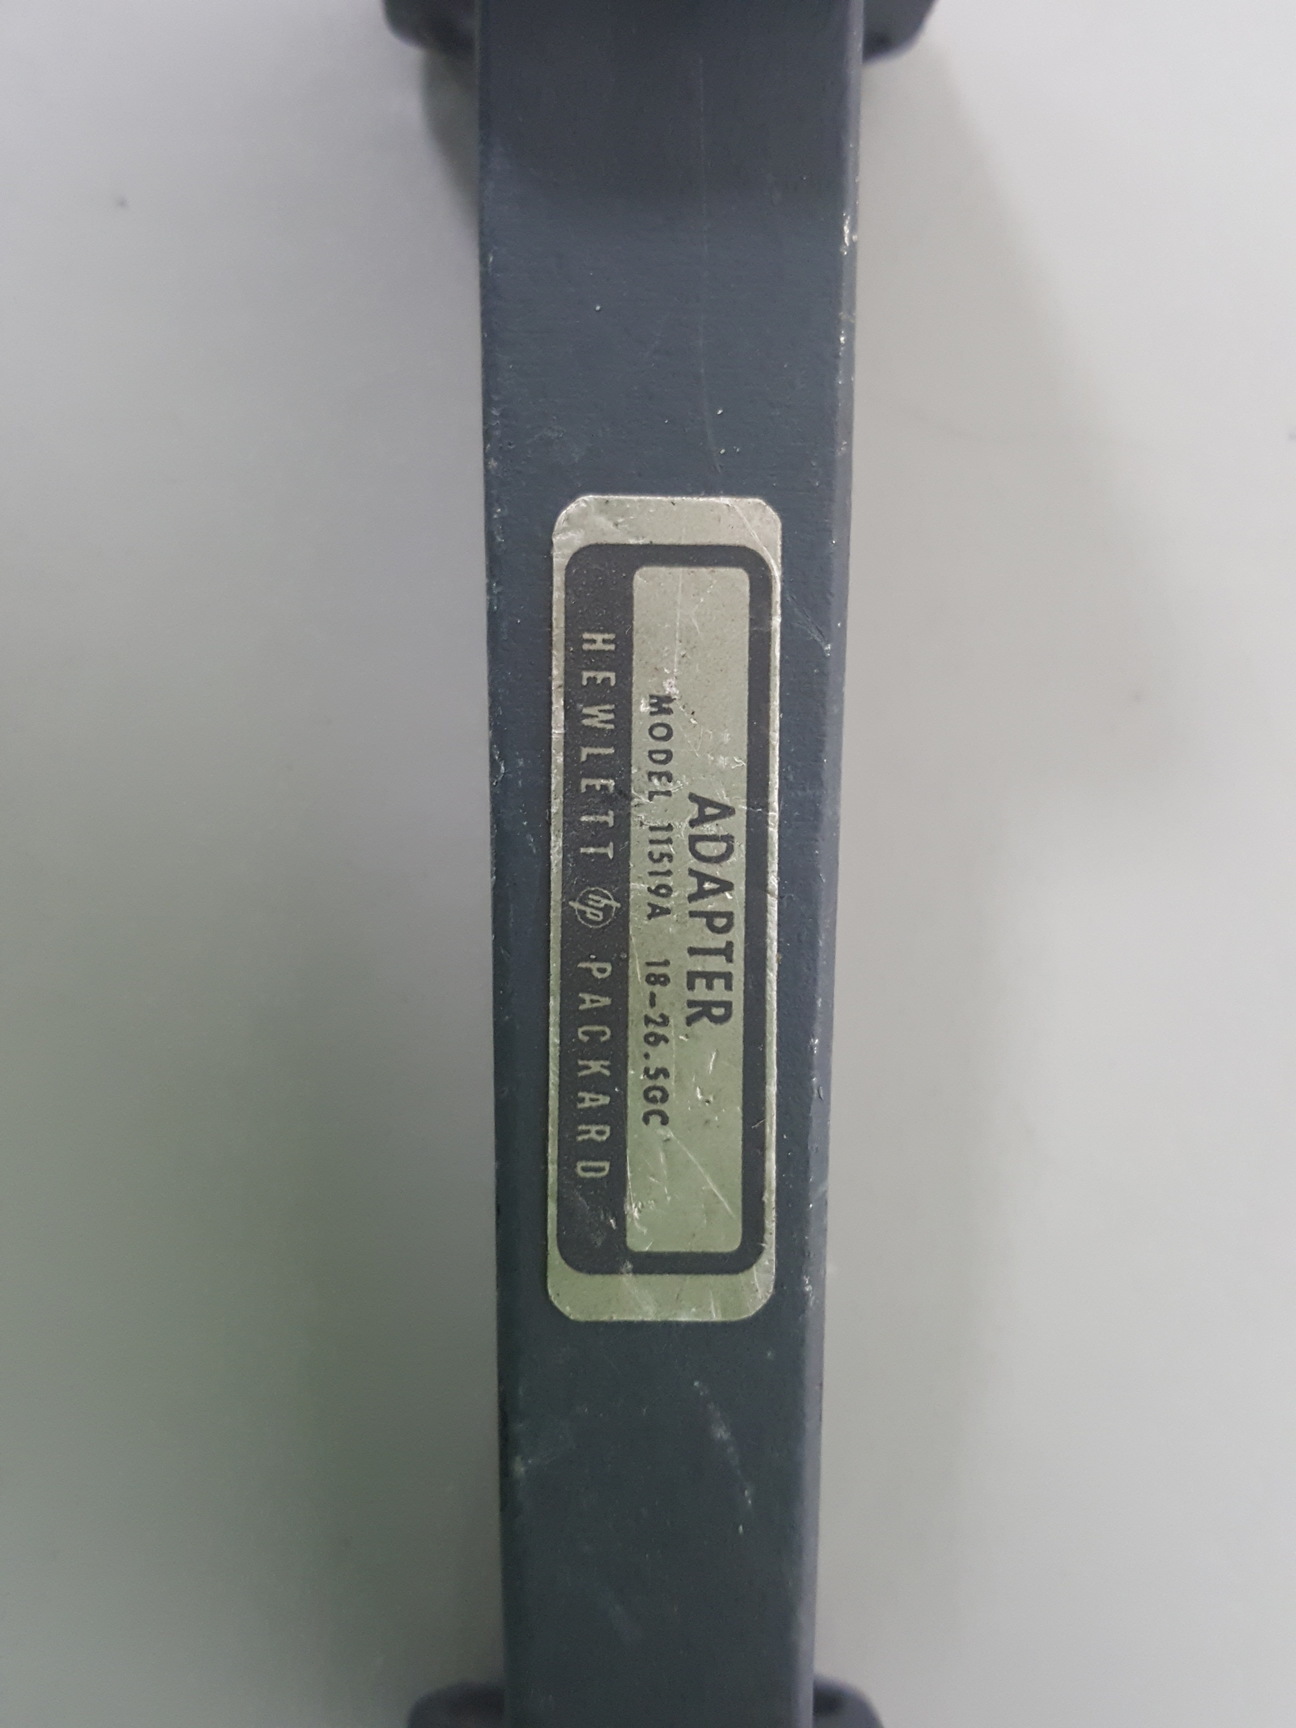 ADAPTER
MODEL 11519A 18-26.5GC
HEWLETT hp PACKARD